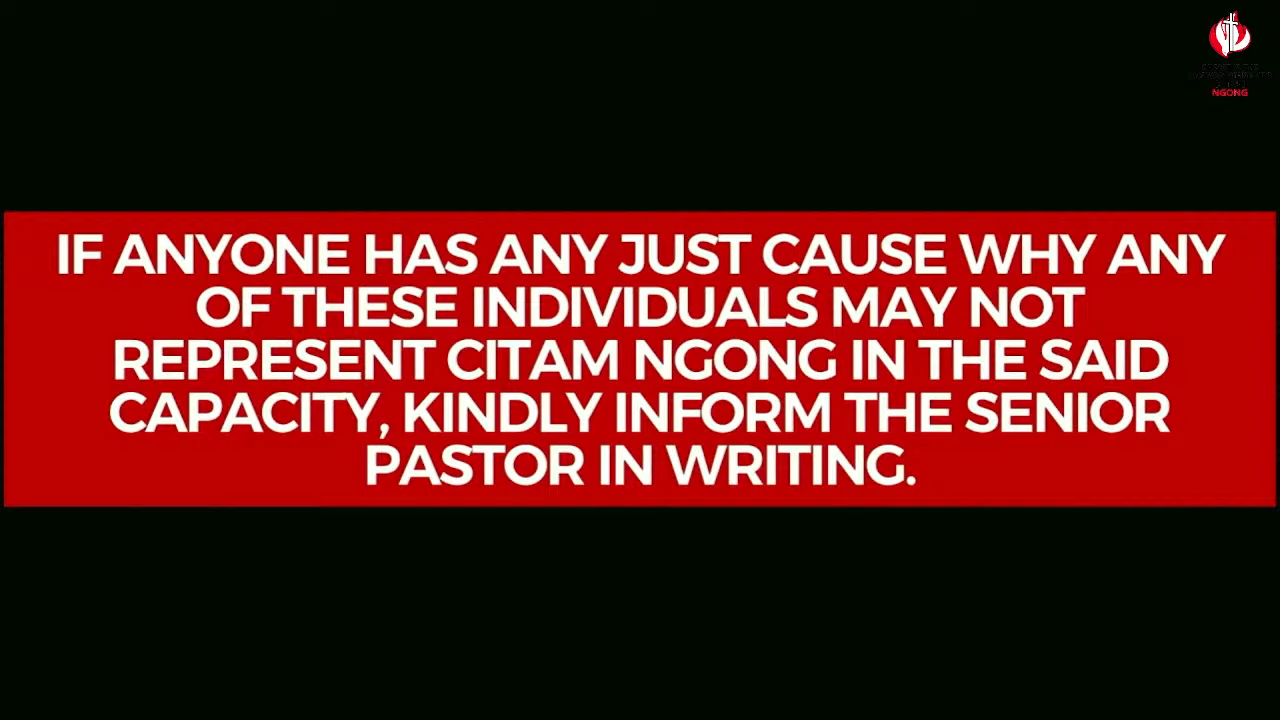 NGONG
IF ANYONE HAS ANY JUST CAUSE WHY ANY
OF THESE INDIVIDUALS MAY NOT
REPRESENT CITAM NGONG IN THE SAID
CAPACITY, KINDLY INFORM THE SENIOR
PASTOR IN WRITING.